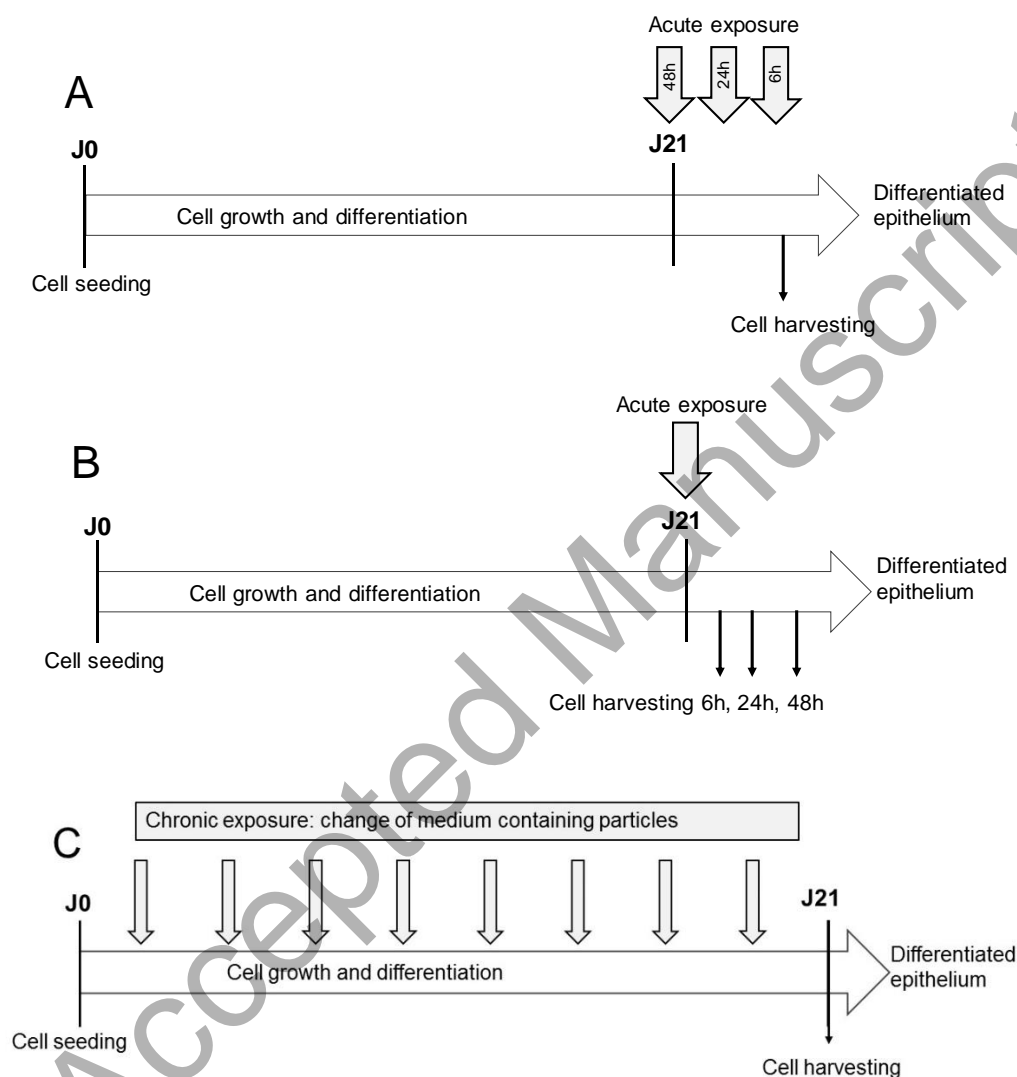 Acute exposure
48h
24h
6h
A
J0
J21
Cell growth and differentiation
Differentiated
epithelium
Cell seeding
Cell harvesting
Acute exposure
B
J0
J21
Cell growth and differentiation
Differentiated
epithelium
Cell seeding
Cell harvesting 6h, 24h, 48h
Chronic exposure: change of medium containing particles
C
J0
J21
Cell growth and differentiation
Differentiated
epithelium
Cell seeding
Cell harvesting
Accepted Manuscript